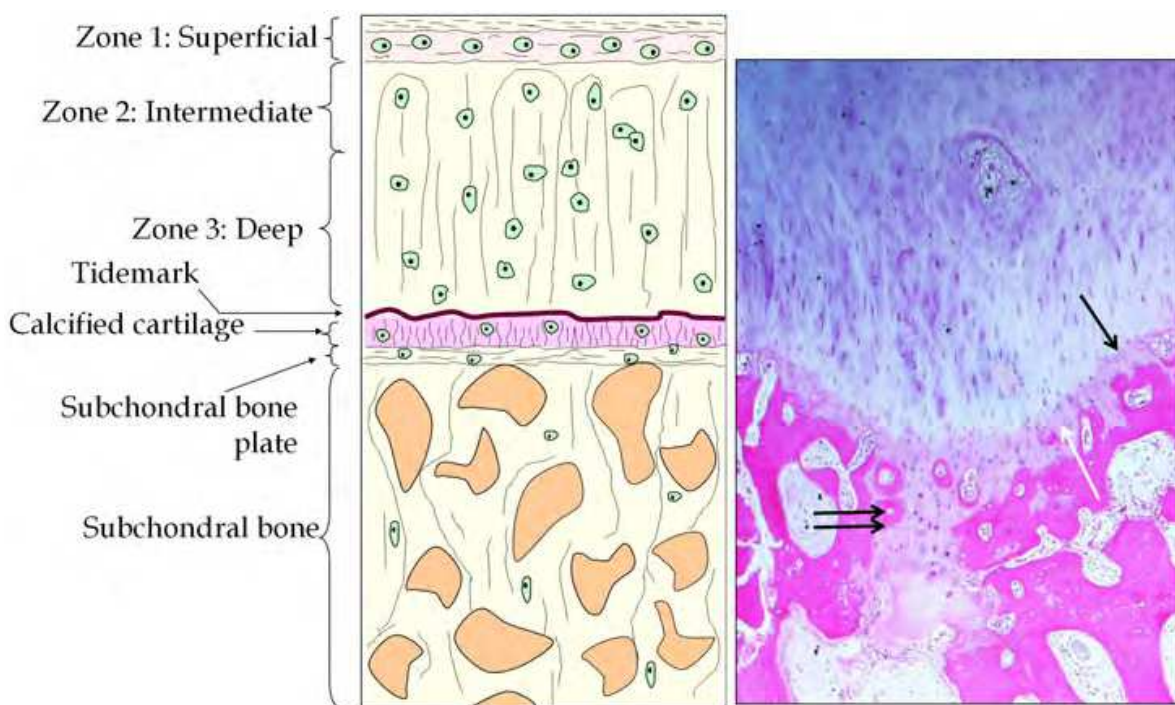 Zone 1: Superficial
Zone 2: Intermediate
Zone 3: Deep
Tidemark
Calcified cartilage
Subchondral bone
plate
Subchondral bone